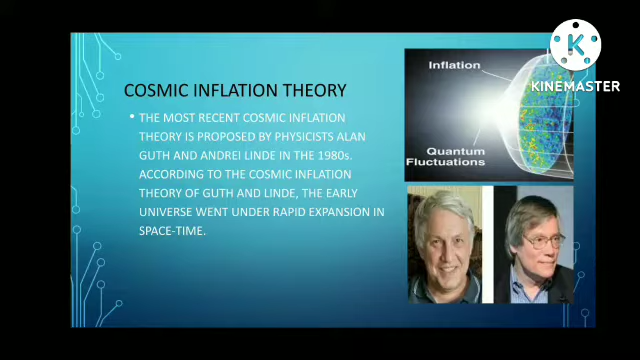 COSMIC INFLATION THEORY
• THE MOST RECENT COSMIC INFLATION
THEORY IS PROPOSED BY PHYSICISTS ALAN
GUTH AND ANDREI LINDE IN THE 1980s.
ACCORDING TO THE COSMIC INFLATION
THEORY OF GUTH AND LINDE, THE EARLY
UNIVERSE WENT UNDER RAPID EXPANSION IN
SPACE-TIME.
Inflation
Quantum
Fluctuations
K
KINEMASTER